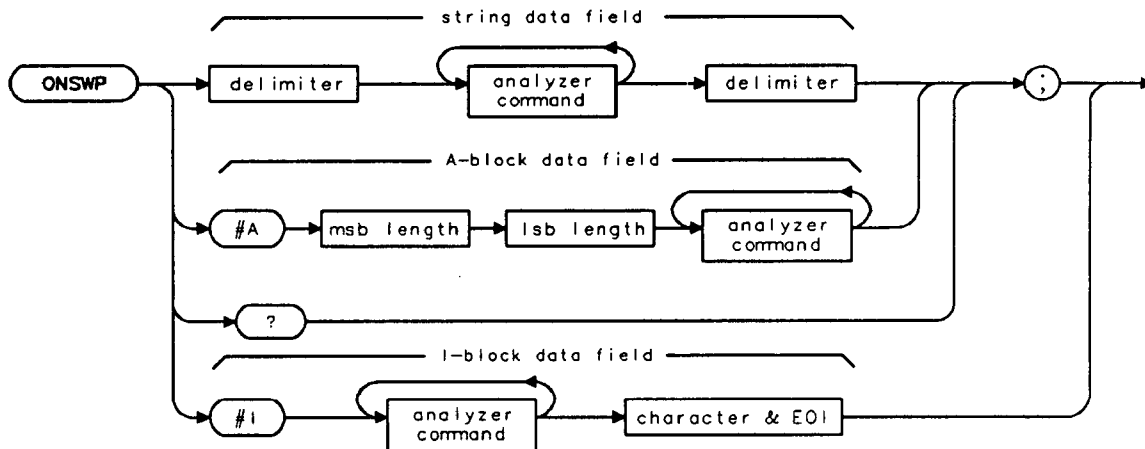 string data field
ONSWP
delimiter
analyzer
command
delimiter
;
A-block data field
#A
msb length
lsb length
analyzer
command
?
I-block data field
#I
analyzer
command
character & EOI